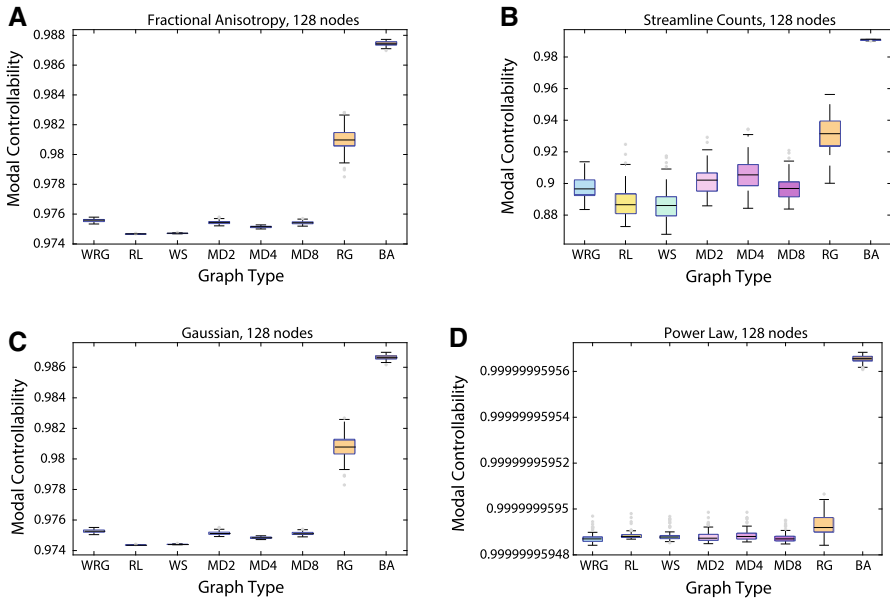 A
Fractional Anisotropy, 128 nodes
Modal Controllability
0.988
0.986
0.984
0.982
0.98
0.978
0.976
0.974
WRG RL WS MD2 MD4 MD8 RG BA
Graph Type
B
Streamline Counts, 128 nodes
Modal Controllability
0.98
0.96
0.94
0.92
0.9
0.88
WRG RL WS MD2 MD4 MD8 RG BA
Graph Type
C
Gaussian, 128 nodes
Modal Controllability
0.986
0.984
0.982
0.98
0.978
0.976
0.974
WRG RL WS MD2 MD4 MD8 RG BA
Graph Type
D
Power Law, 128 nodes
Modal Controllability
0.99999995956
0.99999995954
0.99999995952
0.9999999595
0.99999995948
WRG RL WS MD2 MD4 MD8 RG BA
Graph Type